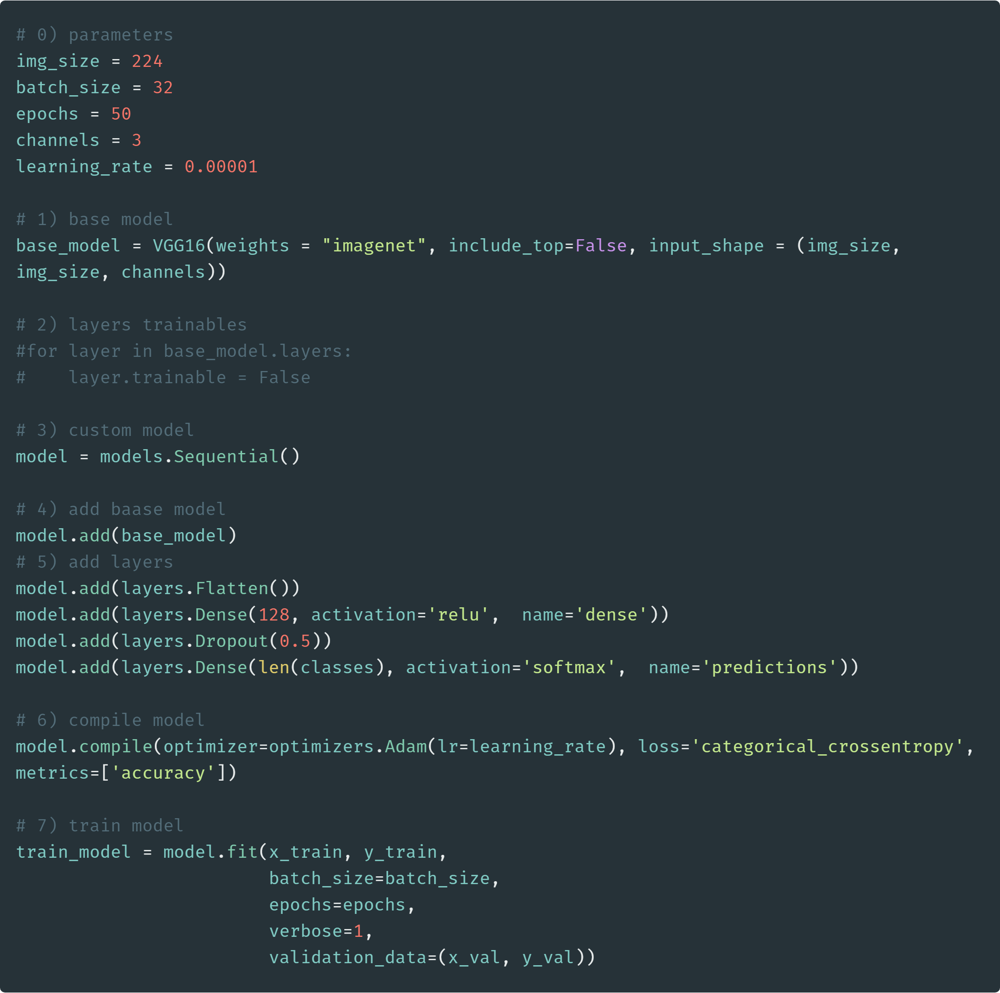 # 0) parameters
img_size = 224
batch_size = 32
epochs = 50
channels = 3
learning_rate = 0.00001

# 1) base model
base_model = VGG16(weights = "imagenet", include_top=False, input_shape = (img_size,
img_size, channels))

# 2) layers trainables
#for layer in base_model.layers:
#    layer.trainable = False

# 3) custom model
model = models.Sequential()

# 4) add baase model
model.add(base_model)
# 5) add layers
model.add(layers.Flatten())
model.add(layers.Dense(128, activation='relu',  name='dense'))
model.add(layers.Dropout(0.5))
model.add(layers.Dense(len(classes), activation='softmax',  name='predictions'))

# 6) compile model
model.compile(optimizer=optimizers.Adam(lr=learning_rate), loss='categorical_crossentropy',
metrics=['accuracy'])

# 7) train model
train_model = model.fit(x_train, y_train,
                        batch_size=batch_size,
                        epochs=epochs,
                        verbose=1,
                        validation_data=(x_val, y_val))